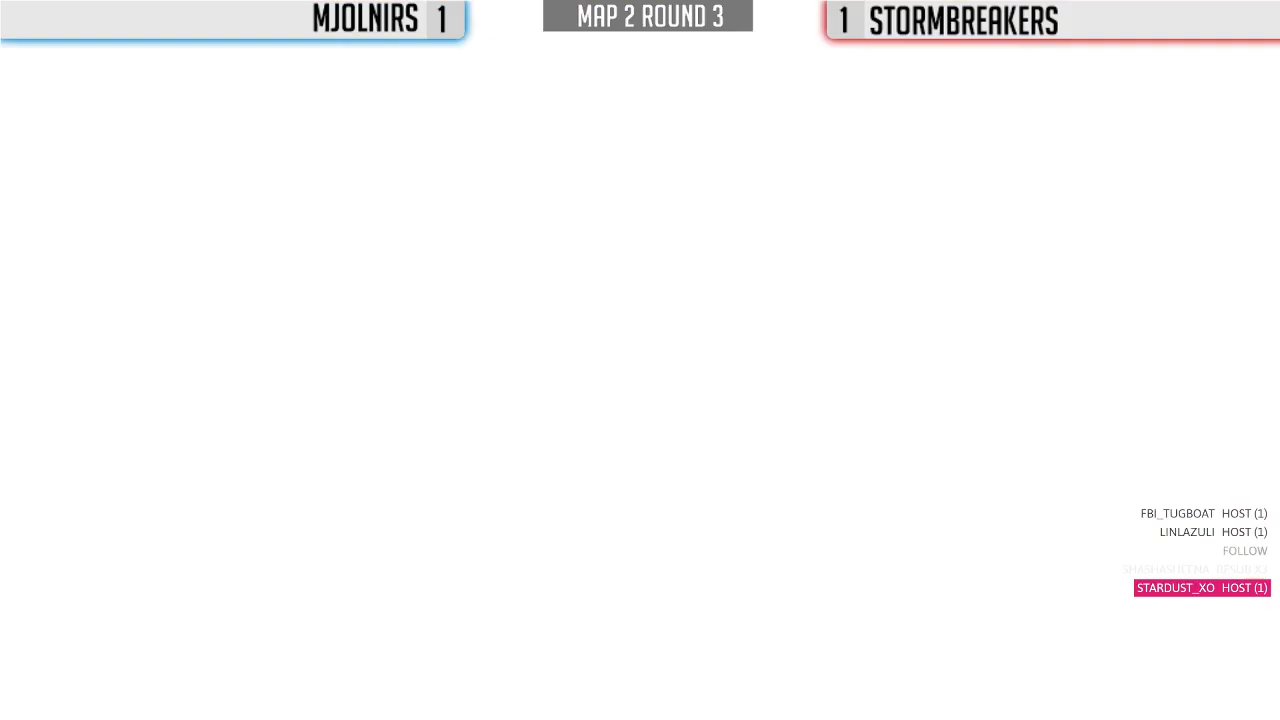 MJOLNIRS 1
MAP 2 ROUND 3
1 STORMBREAKERS
FBI_TUGBOAT HOST (1)
LINLAZULI HOST (1)
FOLLOW
STARDUST_XO HOST (1)